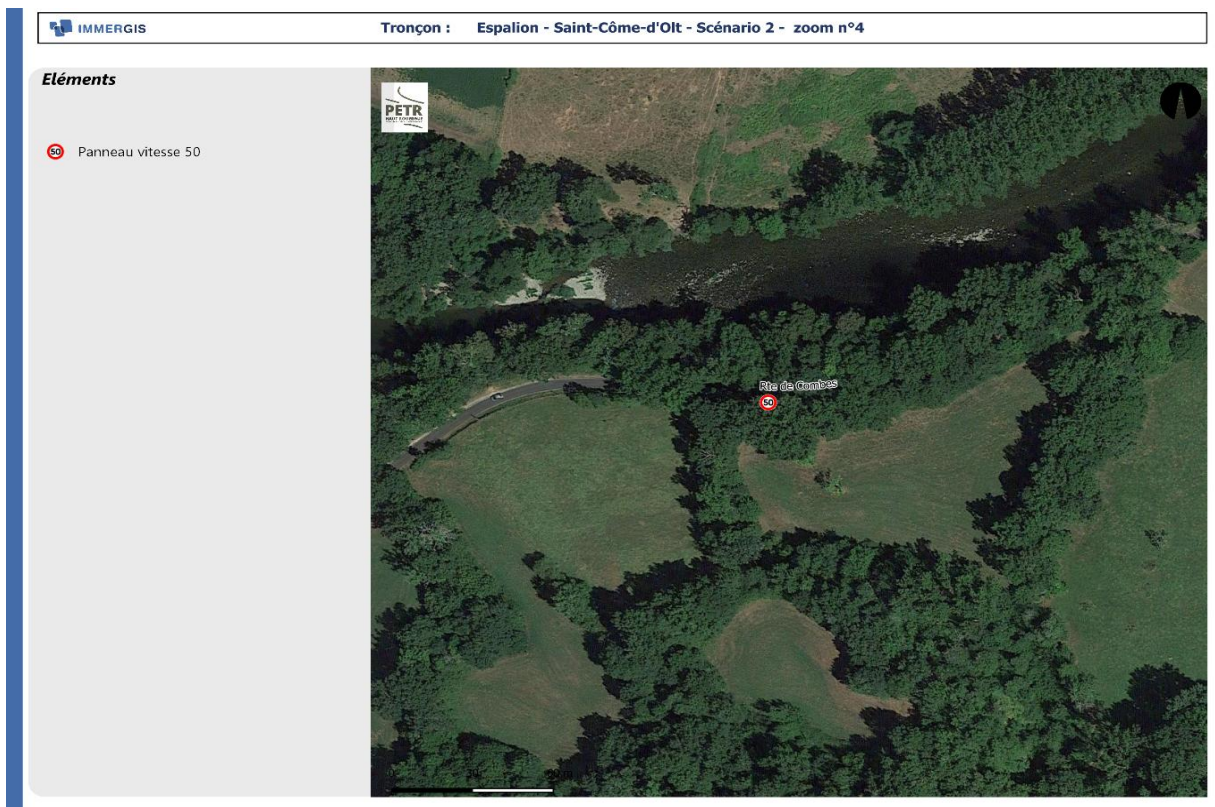 IMMERGIS
Tronçon : Espalion - Saint-Côme-d'Olt - Scénario 2 - zoom n°4
Eléments
50 Panneau vitesse 50
PETR
Rte de Combes
50